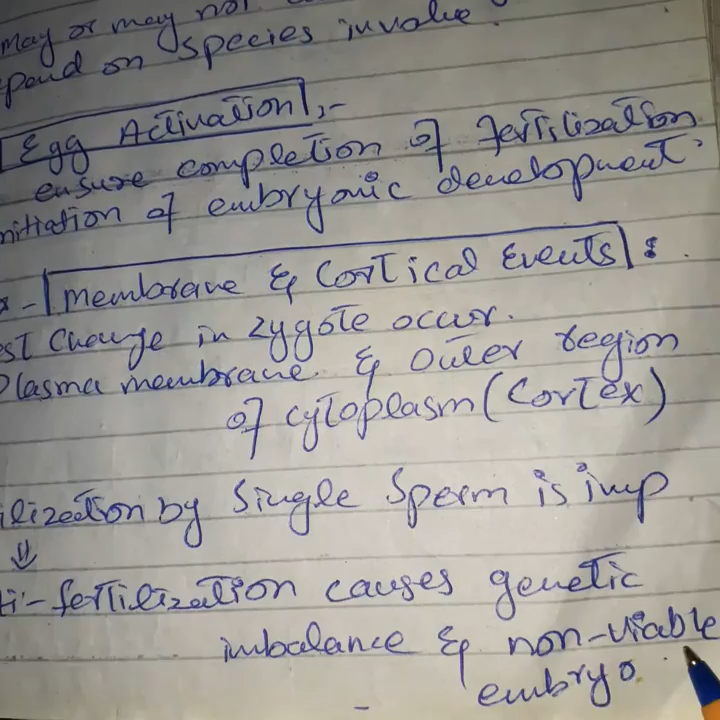 may or may not
pend on species involve.
Egg Activation :-
ensure completion of fertilization
nitiation of embryonic development.
- Membrane & Cortical Events :
est change in zygote occur.
Plasma membrane & outer region
of cytoplasm (Cortex)
ilization by single sperm is imp
⇓
ti-fertilization causes genetic
imbalance & non-viable
embryo.